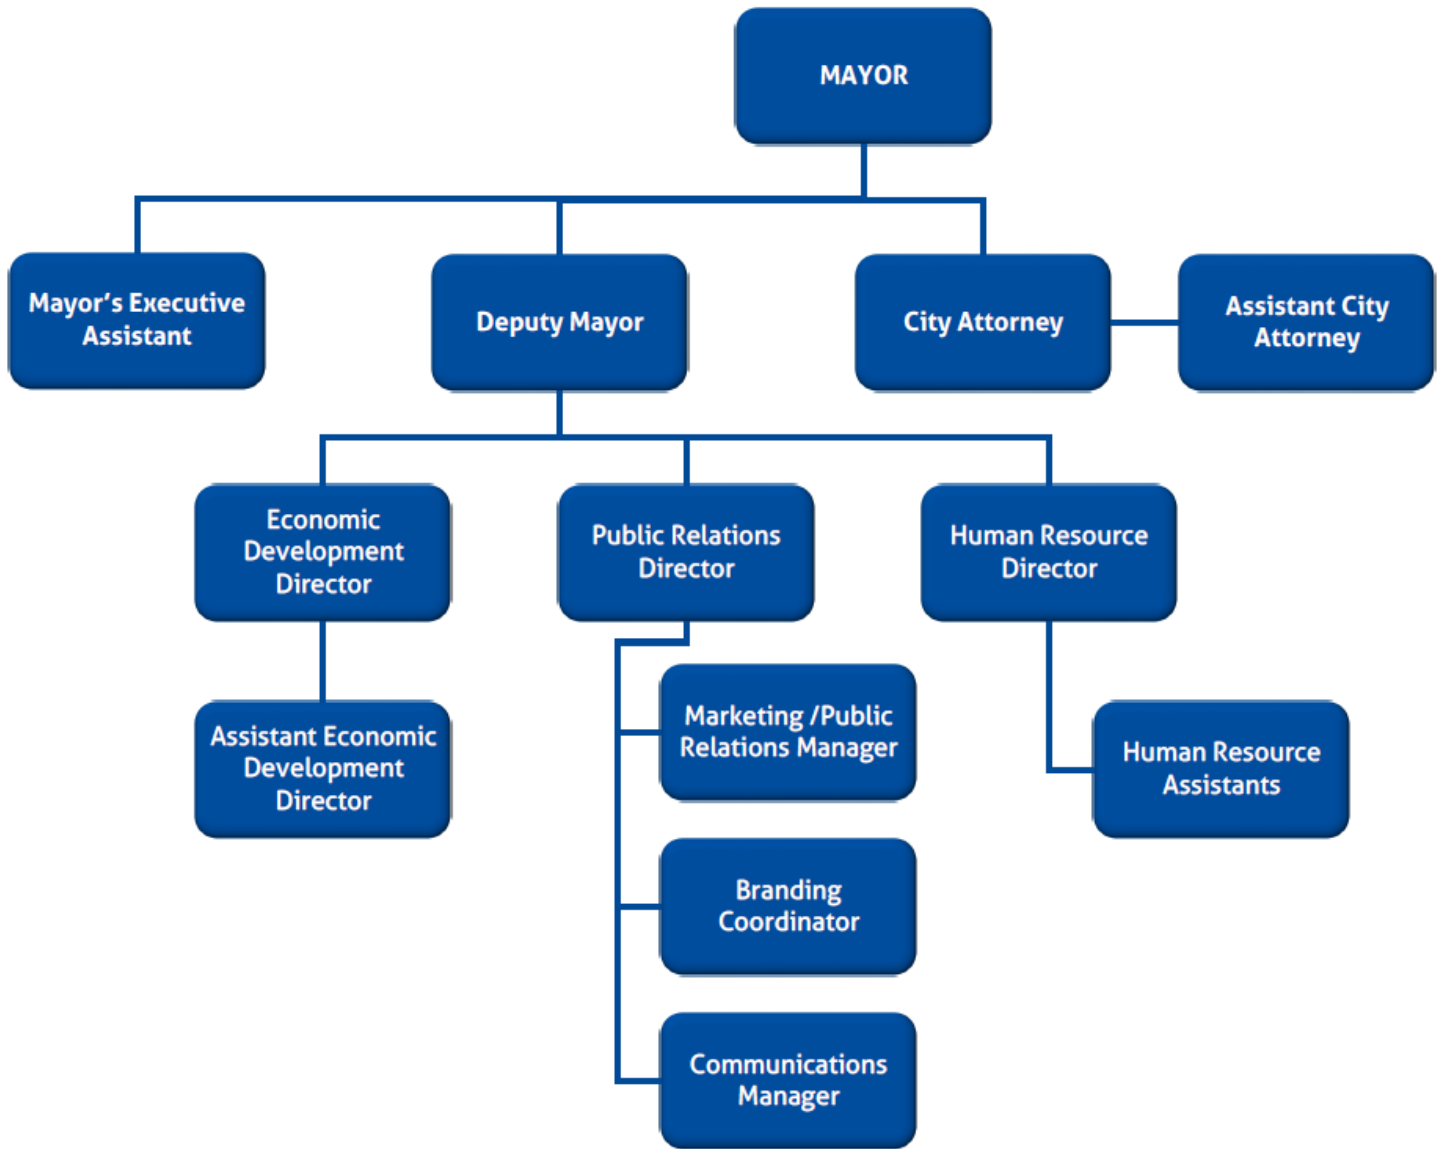 MAYOR
Mayor’s Executive
Assistant
Deputy Mayor
City Attorney
Assistant City
Attorney
Economic
Development
Director
Public Relations
Director
Human Resource
Director
Assistant Economic
Development
Director
Marketing /Public
Relations Manager
Human Resource
Assistants
Branding
Coordinator
Communications
Manager